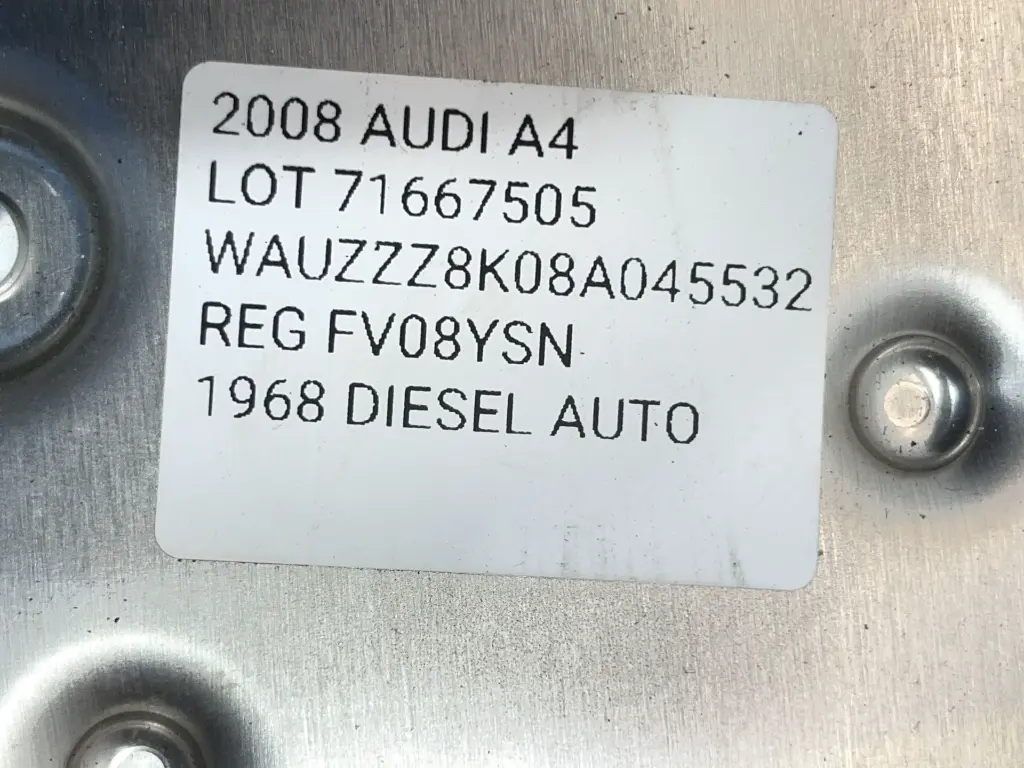 2008 AUDI A4
LOT 71667505
WAUZZZ8K08A045532
REG FV08YSN
1968 DIESEL AUTO